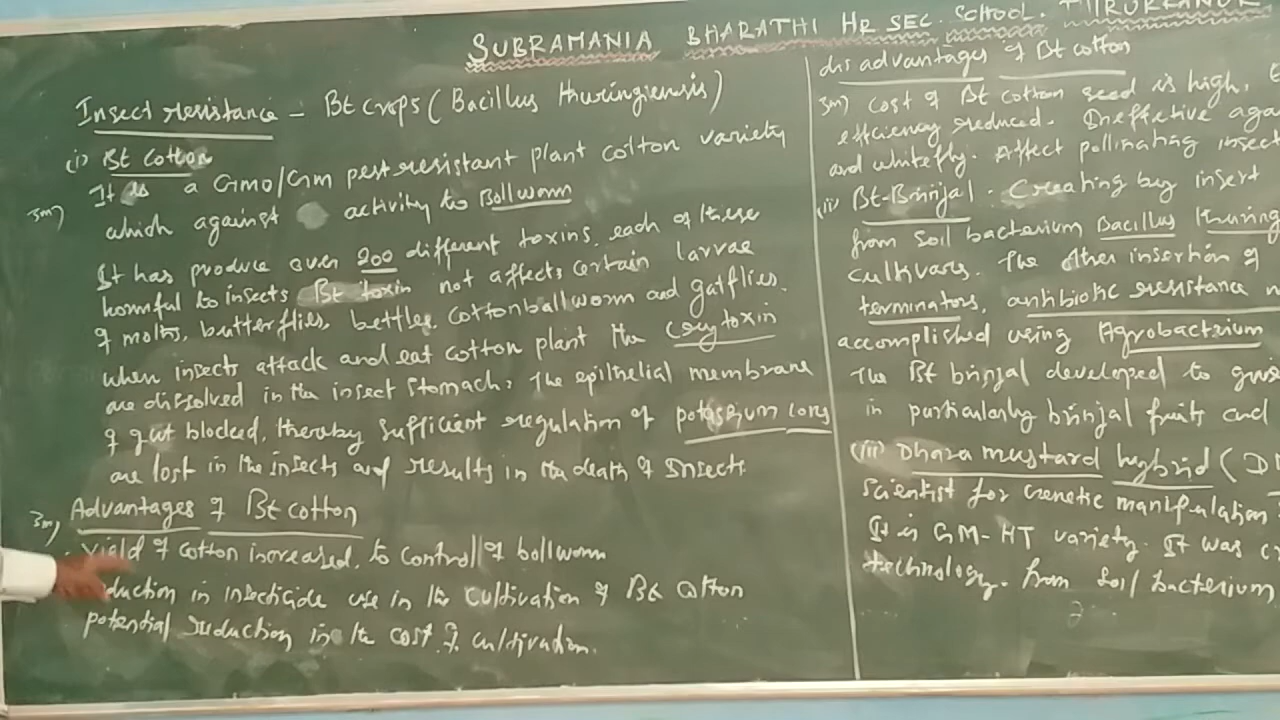 SUBRAMANIA BHARATHI HR SEC. SCHOOL.
Insect resistance - Bt crops (Bacillus thuringiensis)
(i) Bt Cotton
It is a GMO/GM pest resistant plant cotton variety
3m) which against activity to Bollworm
It has produce over 200 different toxins. each of these
harmful to insects Bt toxin not affects certain larvae
of moths, butterflies, bettles, cottonballworm and gatflies.
when insects attack and eat cotton plant the cry toxin
are dissolved in the insect stomach, The epithelial membrane
of gut blocked, thereby sufficient regulation of potassium ions
are lost in the insects and results in the death of Insects
3m) Advantages of Bt cotton
yield of cotton increased, to control of bollworm
duction in insecticide use in the cultivation of Bt cotton
potential reduction in the cost of cultivation.
disadvantages of Bt cotton
3m) cost of Bt cotton seed is high,
efficiency reduced. Ineffective aga
and whitefly. Affect pollinating insect
(ii) Bt-Brinjal. Creating by insert
from soil bacterium Bacillus thuring
cultivars. The other insertion of
terminators, antibiotic resistance
accomplished using Agrobactrium
The Bt brinjal developed to
in particularly brinjal fruits and
(iii) Dhara mustard hybrid (D
Scientist for Genetic manipulation
It is GM-HT variety. It was
technology. from Soil bacterium